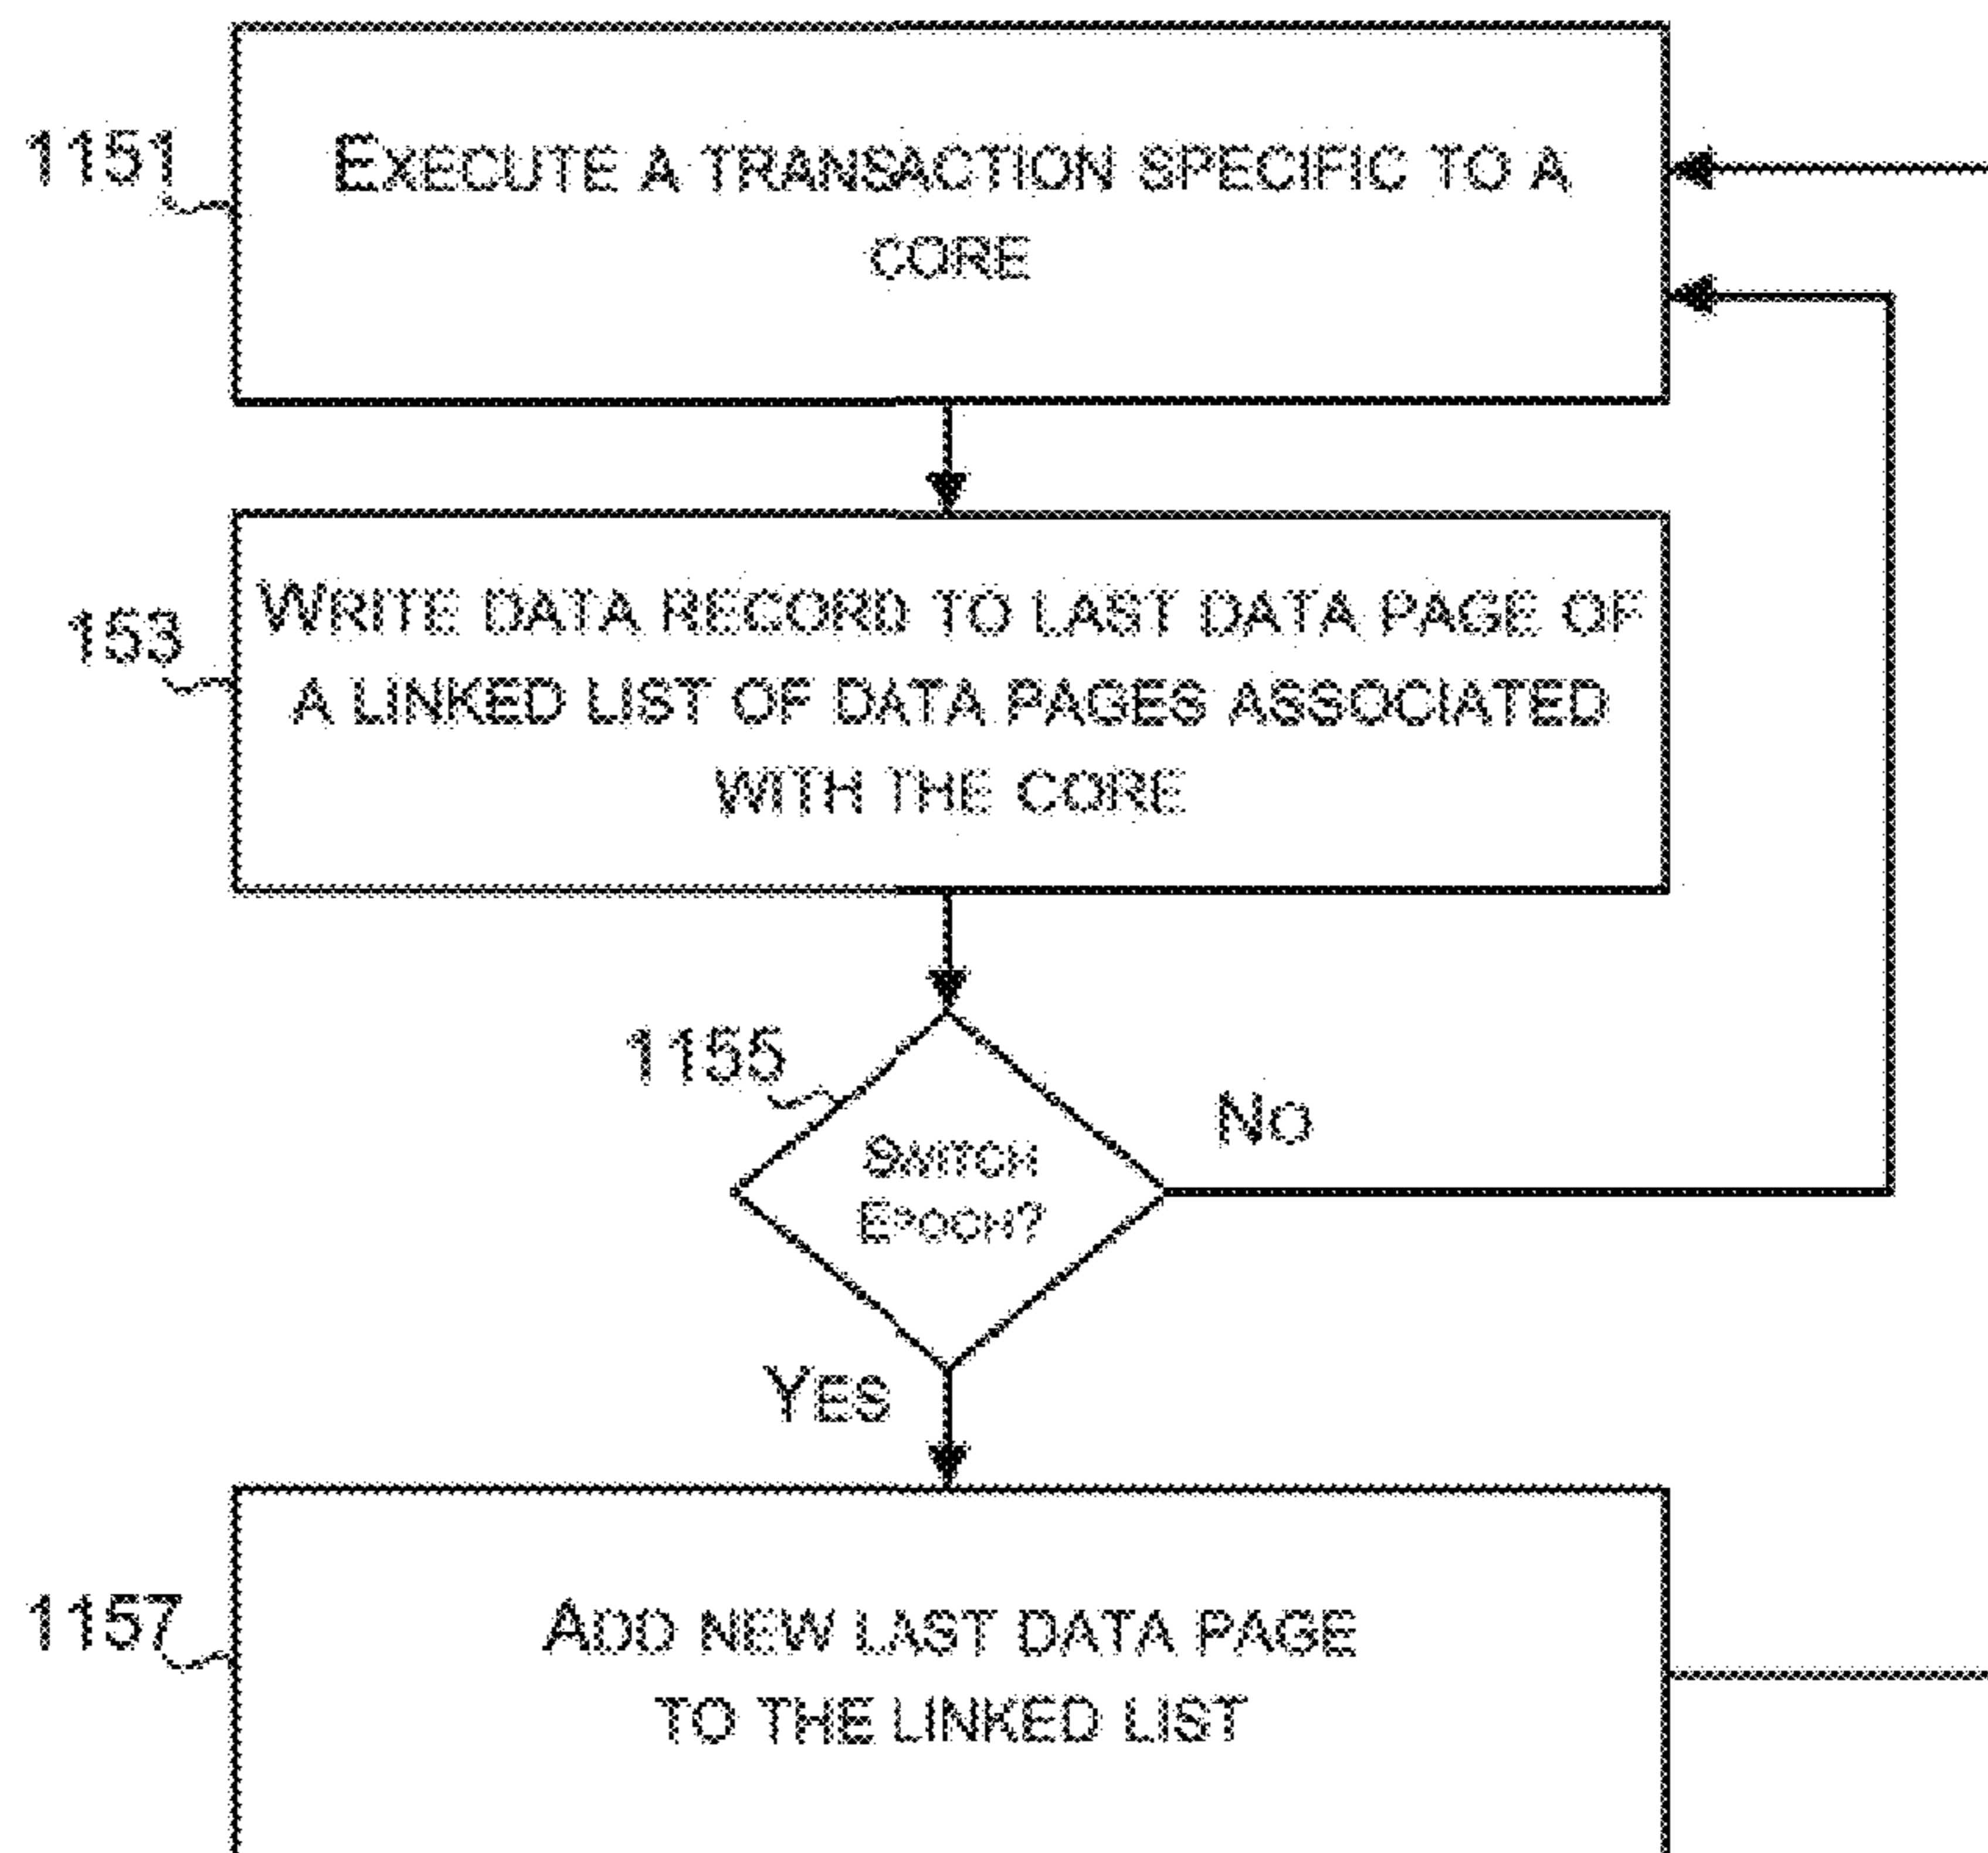 1151
EXECUTE A TRANSACTION SPECIFIC TO A
CORE
153
WRITE DATA RECORD TO LAST DATA PAGE OF
A LINKED LIST OF DATA PAGES ASSOCIATED
WITH THE CORE
1155
SWITCH
EPOCH?
NO
YES
1157
ADD NEW LAST DATA PAGE
TO THE LINKED LIST